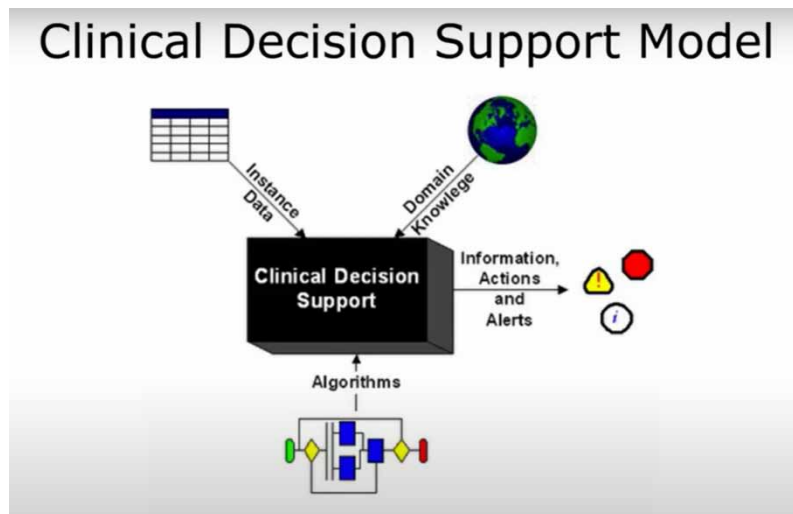 Clinical Decision Support Model
Instance
Data
Domain
Knowlege
Clinical Decision
Support
Information,
Actions
and
Alerts
!
i
Algorithms